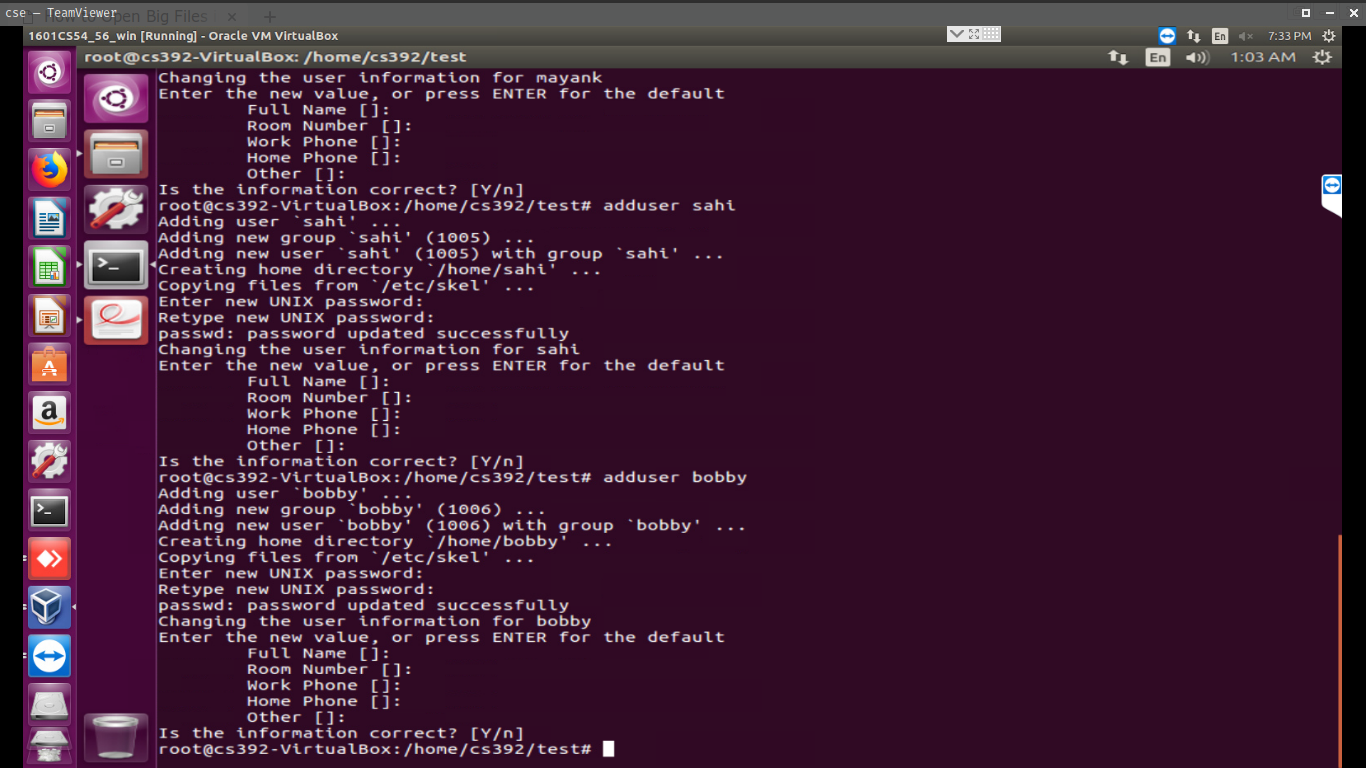 cse — TeamViewer
How to Open Big Files
1601CS54_56_win [Running] - Oracle VM VirtualBox
En
7:33 PM
root@cs392-VirtualBox: /home/cs392/test
En
1:03 AM
Changing the user information for mayank
Enter the new value, or press ENTER for the default
Full Name []:
Room Number []:
Work Phone []:
Home Phone []:
Other []:
Is the information correct? [Y/n]
root@cs392-VirtualBox:/home/cs392/test# adduser sahi
Adding user `sahi' ...
Adding new group `sahi' (1005) ...
Adding new user `sahi' (1005) with group `sahi' ...
Creating home directory `/home/sahi' ...
Copying files from `/etc/skel' ...
Enter new UNIX password:
Retype new UNIX password:
passwd: password updated successfully
Changing the user information for sahi
Enter the new value, or press ENTER for the default
Full Name []:
Room Number []:
Work Phone []:
Home Phone []:
Other []:
Is the information correct? [Y/n]
root@cs392-VirtualBox:/home/cs392/test# adduser bobby
Adding user `bobby' ...
Adding new group `bobby' (1006) ...
Adding new user `bobby' (1006) with group `bobby' ...
Creating home directory `/home/bobby' ...
Copying files from `/etc/skel' ...
Enter new UNIX password:
Retype new UNIX password:
passwd: password updated successfully
Changing the user information for bobby
Enter the new value, or press ENTER for the default
Full Name []:
Room Number []:
Work Phone []:
Home Phone []:
Other []:
Is the information correct? [Y/n]
root@cs392-VirtualBox:/home/cs392/test#